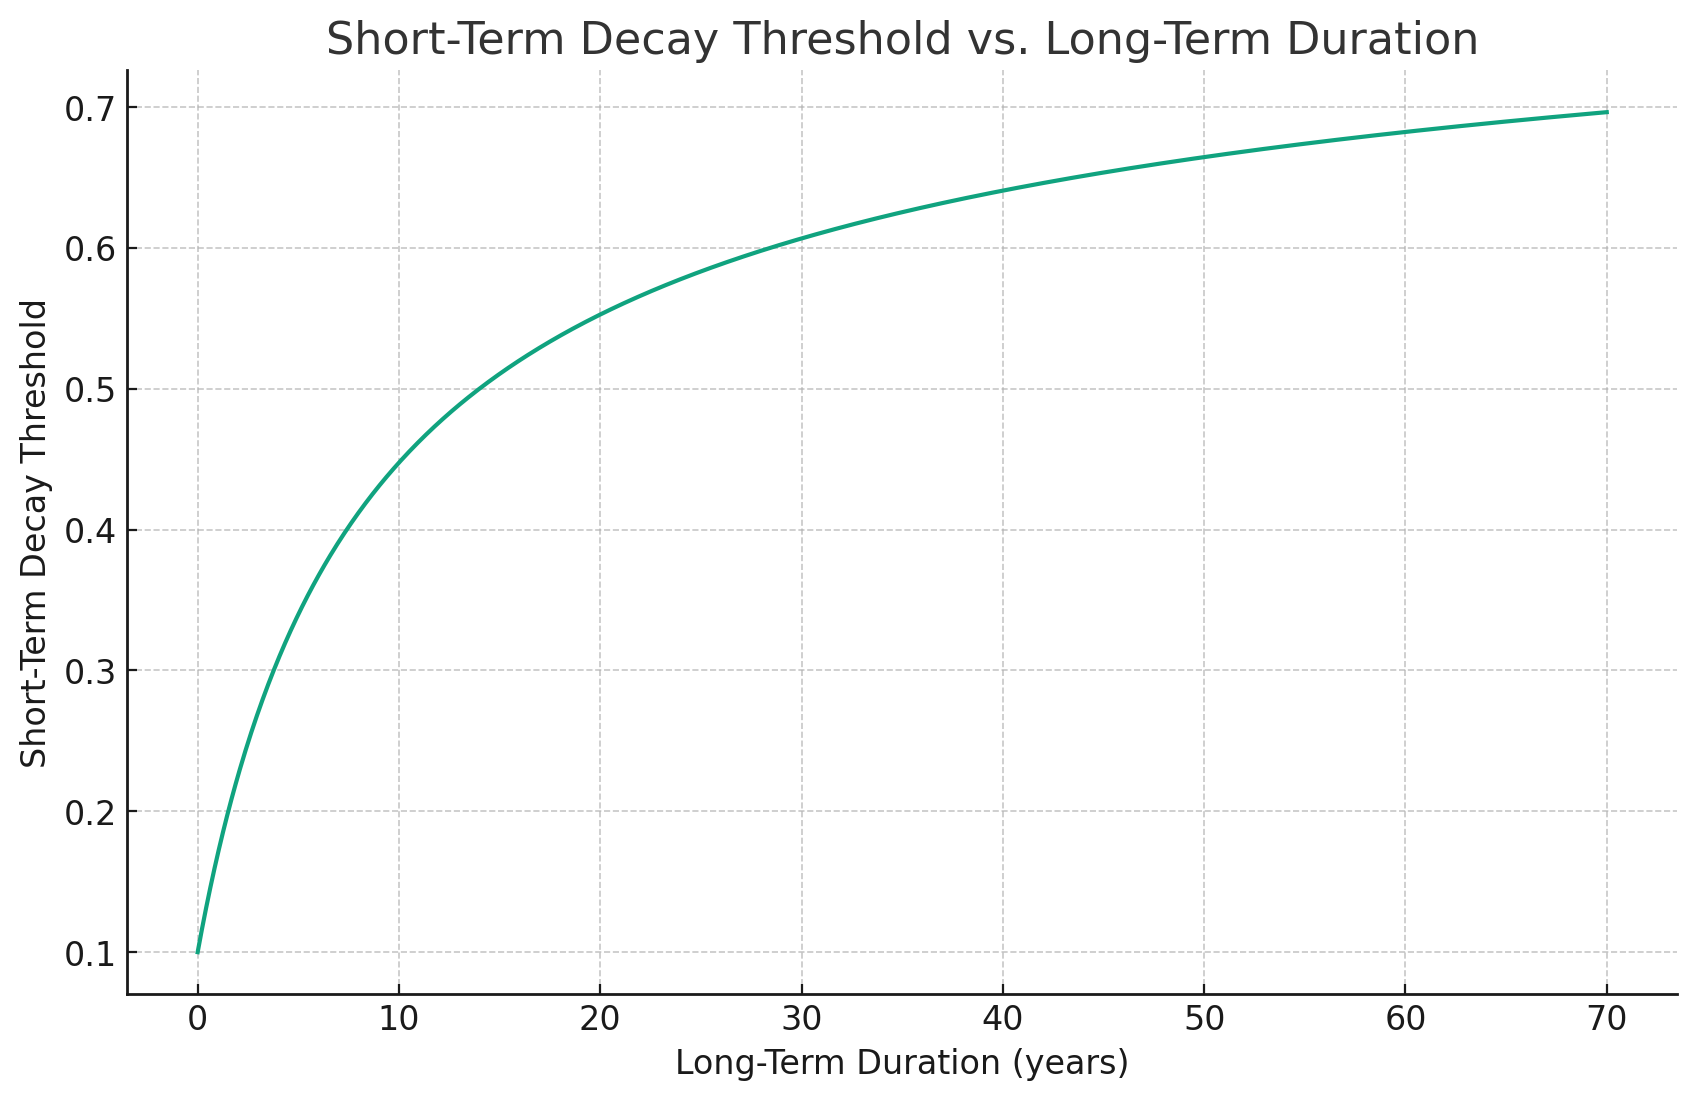 Short-Term Decay Threshold vs. Long-Term Duration
0.7
0.6
0.5
0.4
0.3
0.2
0.1
Short-Term Decay Threshold
0 10 20 30 40 50 60 70
Long-Term Duration (years)